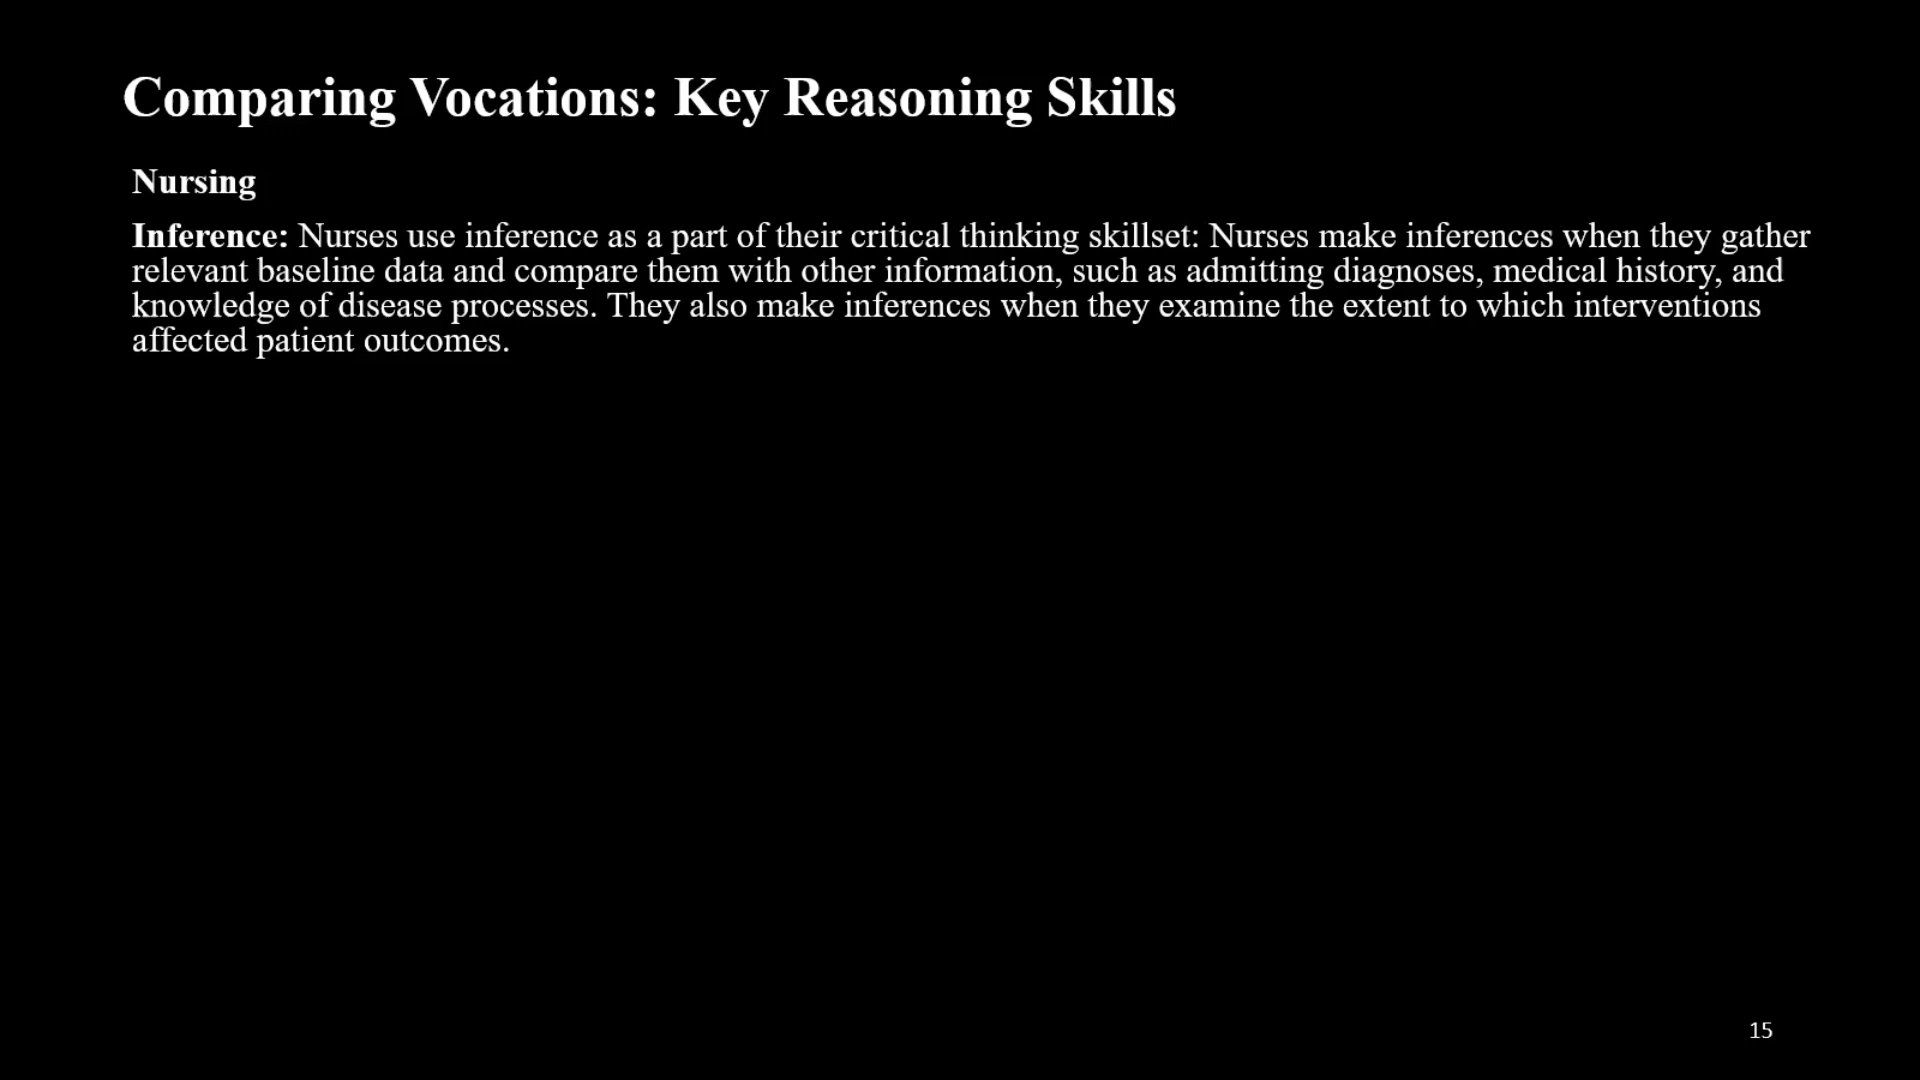 Comparing Vocations: Key Reasoning Skills
Nursing
Inference: Nurses use inference as a part of their critical thinking skillset: Nurses make inferences when they gather
relevant baseline data and compare them with other information, such as admitting diagnoses, medical history, and
knowledge of disease processes. They also make inferences when they examine the extent to which interventions
affected patient outcomes.
15